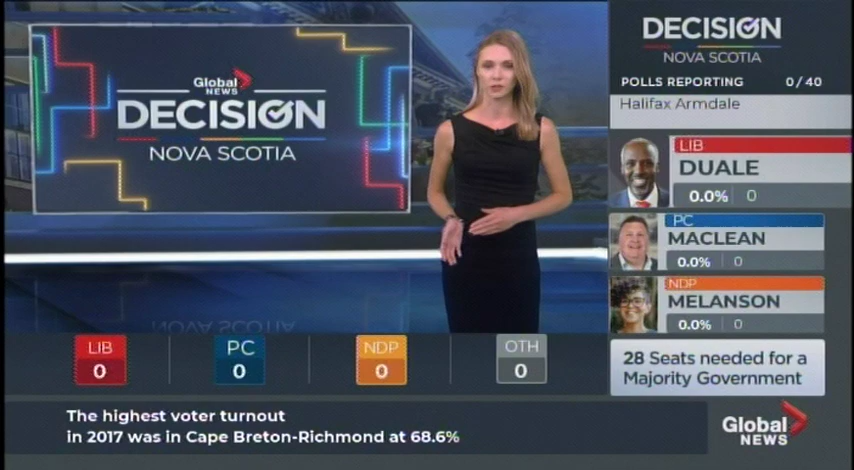 Global
NEWS
DECISION
NOVA SCOTIA
NOVA SCOTIA
DECISION
NOVA SCOTIA
POLLS REPORTING 0/40
Halifax Armdale
LIB
DUALE
0.0% 0
PC
MACLEAN
0.0% 0
NDP
MELANSON
0.0% 0
28 Seats needed for a
Majority Government
LIB
0
PC
0
NDP
0
OTH
0
The highest voter turnout
in 2017 was in Cape Breton-Richmond at 68.6%
Global
NEWS